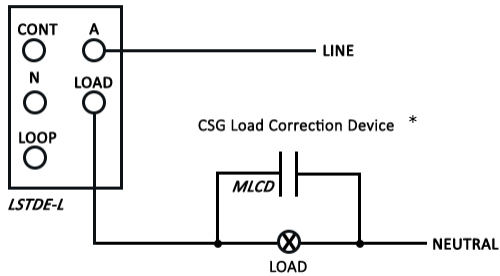 CONT A
LINE
N
LOAD
LOOP
CSG Load Correction Device *
MLCD
LSTDE-L
NEUTRAL
LOAD